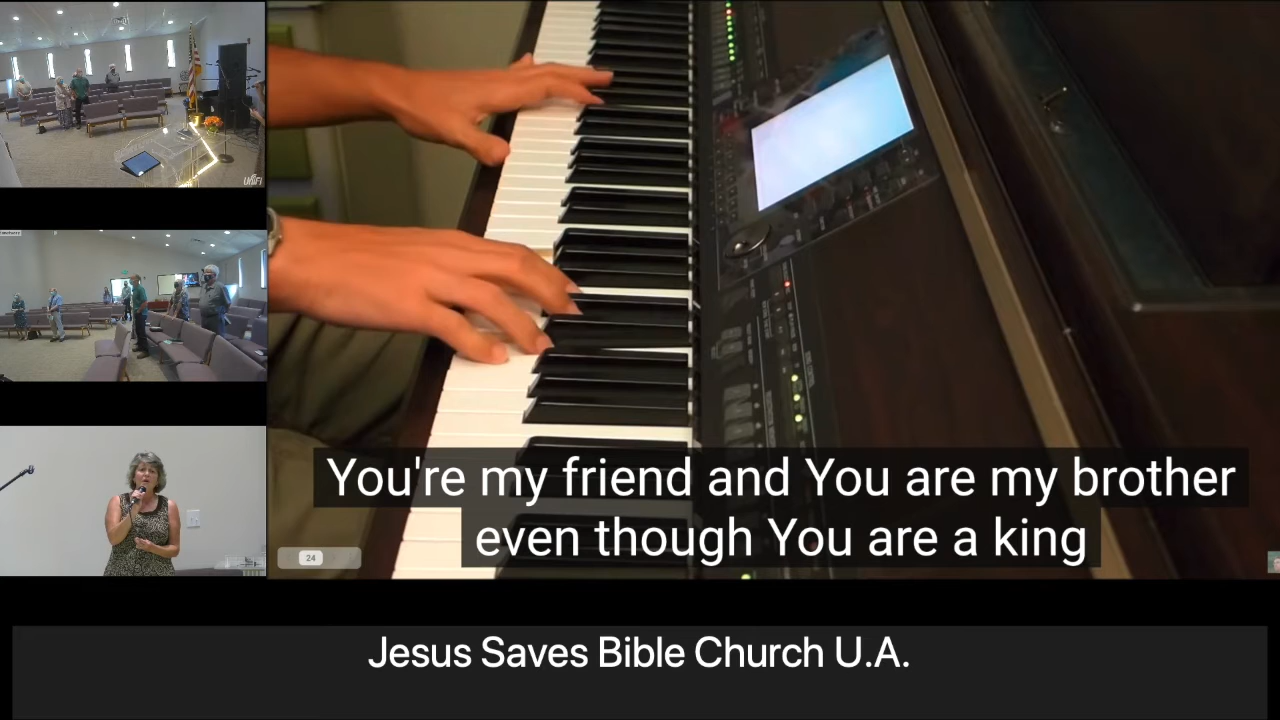 UniFi
You're my friend and You are my brother
even though You are a king
24
Jesus Saves Bible Church U.A.